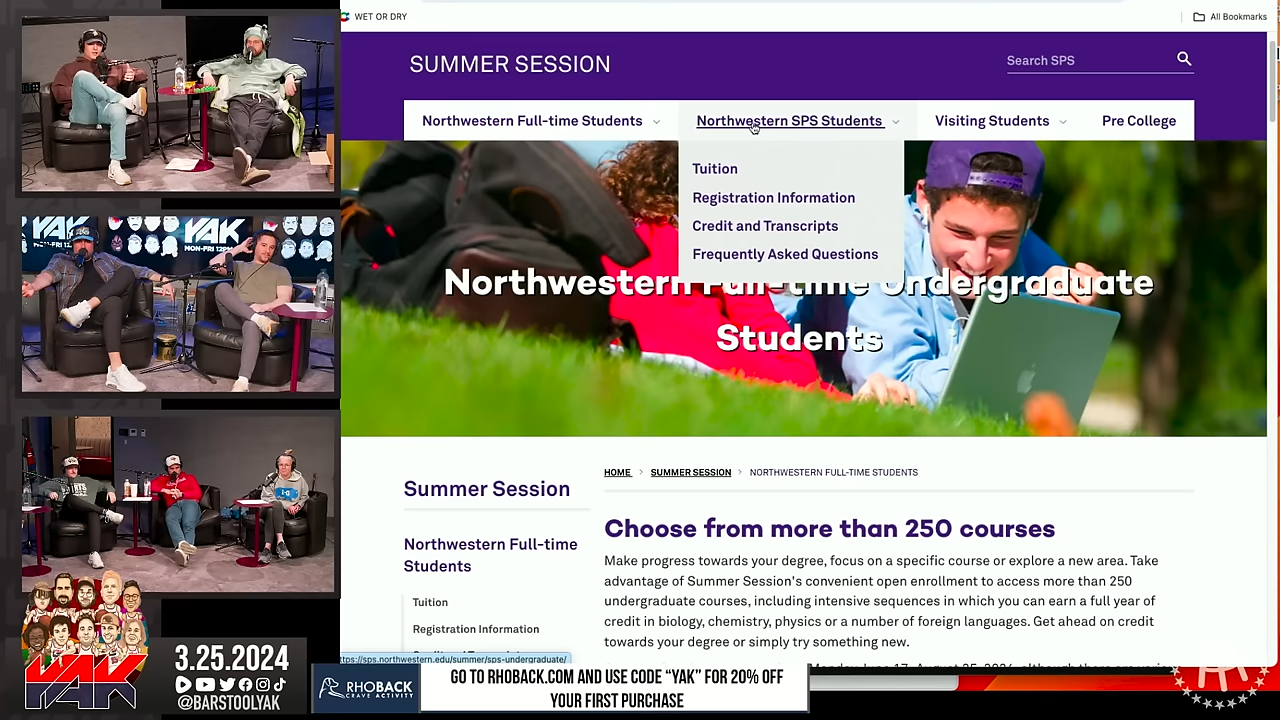 WET OR DRY
All Bookmarks
SUMMER SESSION
Search SPS
Northwestern Full-time Students
Northwestern SPS Students
Visiting Students
Pre College
Tuition
Registration Information
Credit and Transcripts
Frequently Asked Questions
Northwestern Full-time Undergraduate
Students
HOME > SUMMER SESSION > NORTHWESTERN FULL-TIME STUDENTS
Summer Session
Northwestern Full-time
Students
Tuition
Registration Information
Choose from more than 250 courses
Make progress towards your degree, focus on a specific course or explore a new area. Take
advantage of Summer Session's convenient open enrollment to access more than 250
undergraduate courses, including intensive sequences in which you can earn a full year of
credit in biology, chemistry, physics or a number of foreign languages. Get ahead on credit
towards your degree or simply try something new.
ttps://sps.northwestern.edu/summer/sps-undergraduate/
YAK
YAK
MON-FRI 12PM
YAK
3.25.2024
@BARSTOOLYAK
RHOBACK
CRAVE ACTIVITY
GO TO RHOBACK.COM AND USE CODE “YAK” FOR 20% OFF
YOUR FIRST PURCHASE